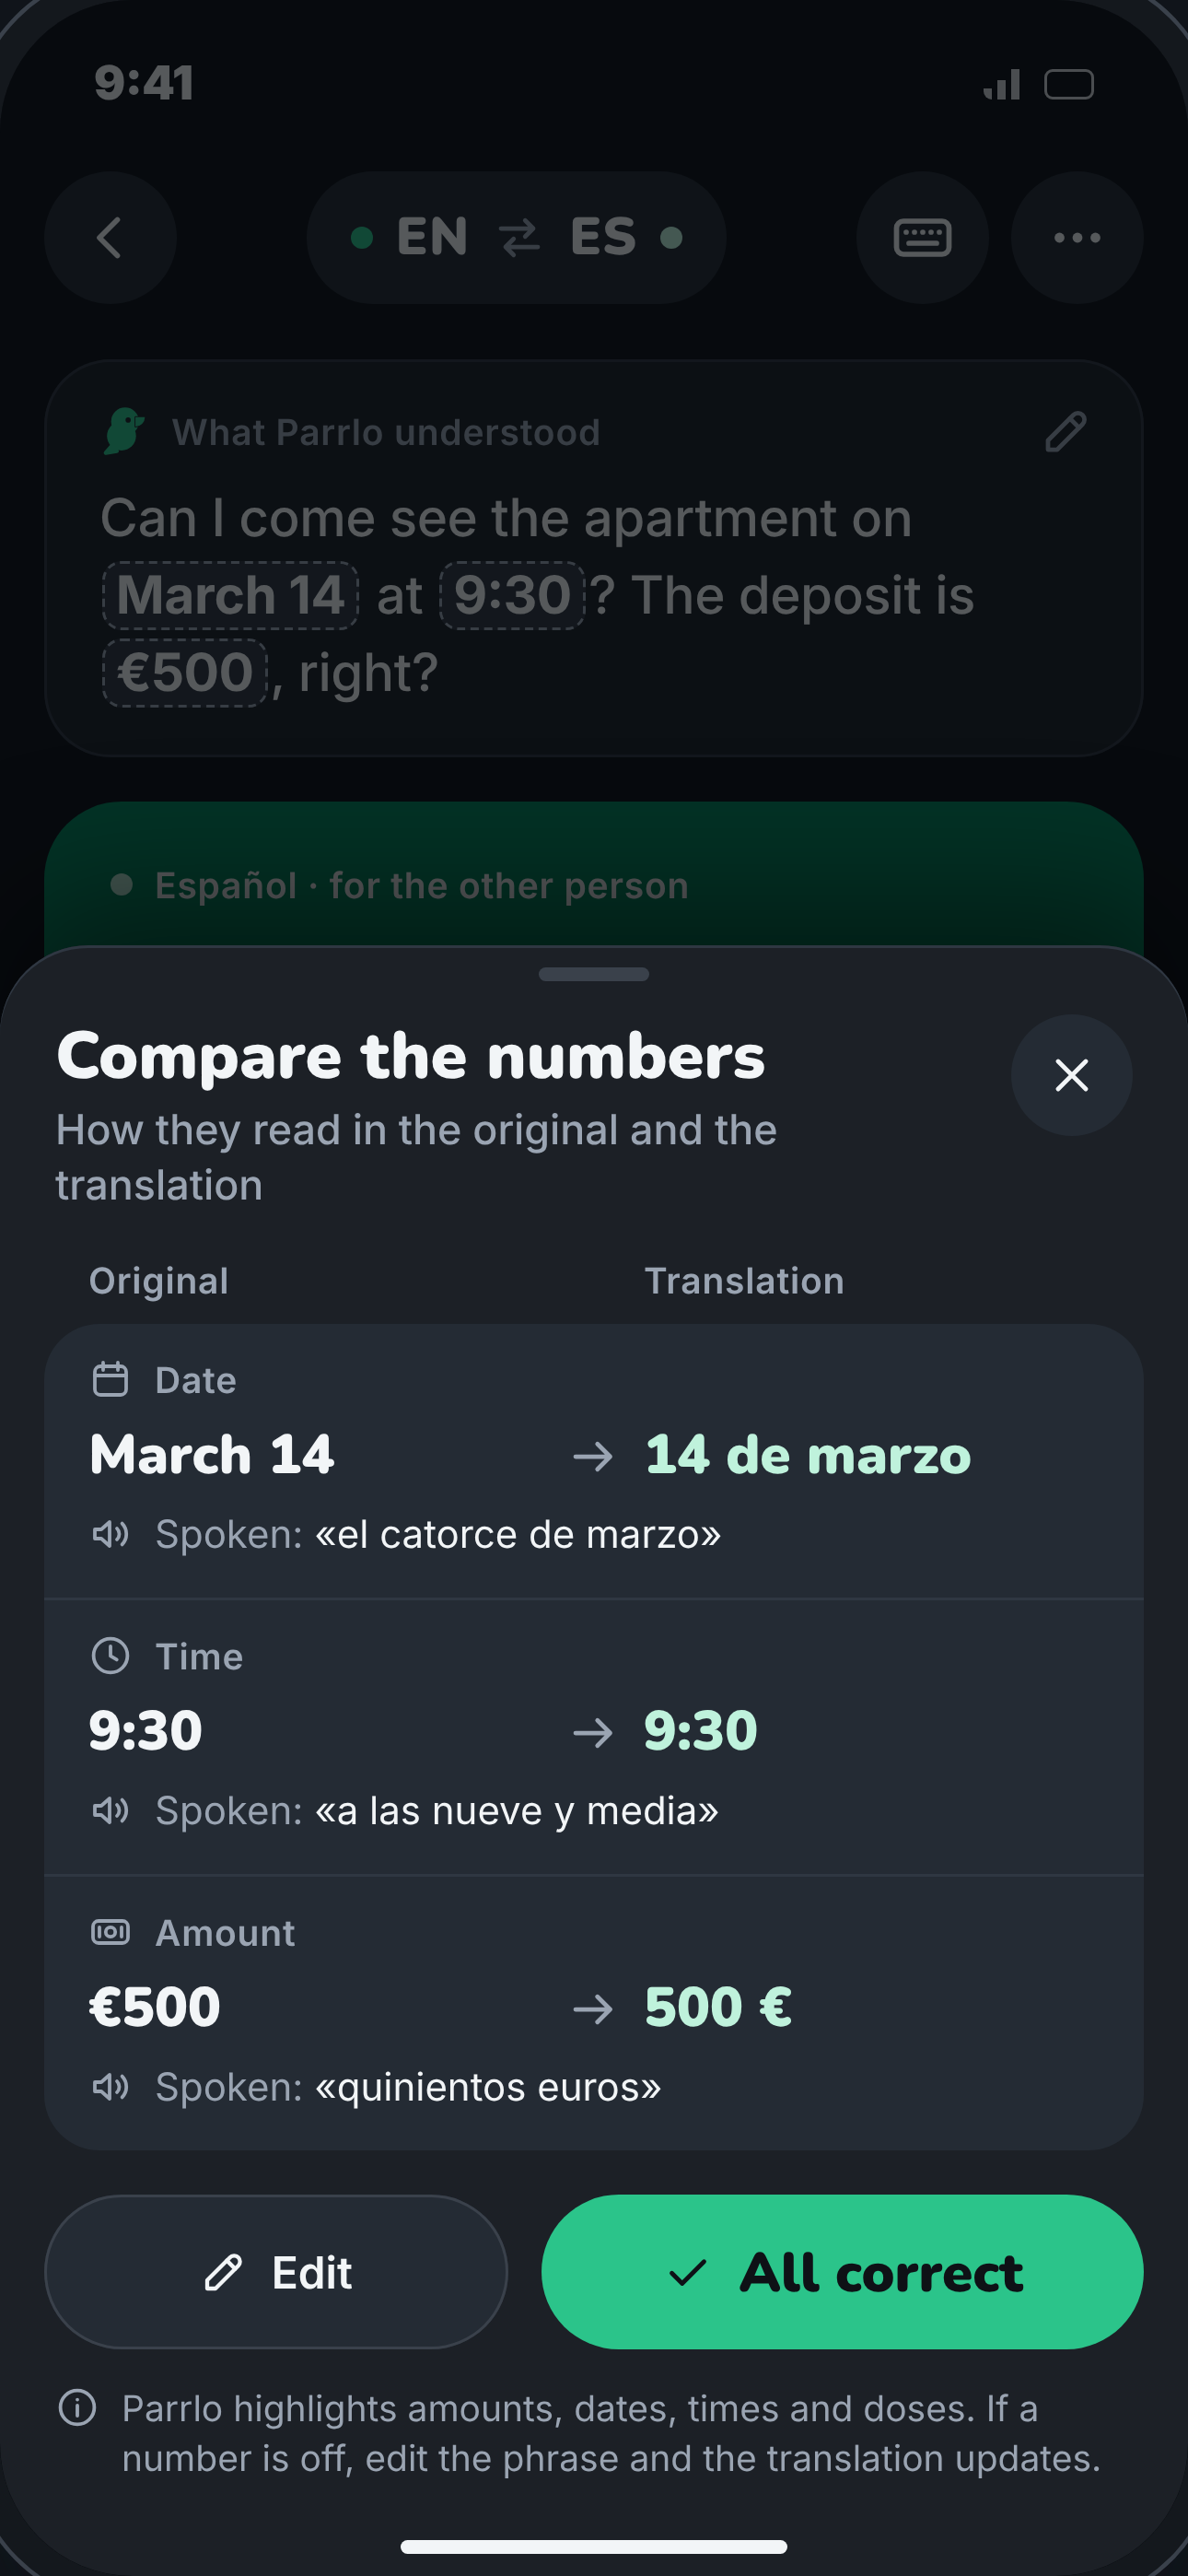 9:41
EN ES
What Parrlo understood
Can I come see the apartment on
March 14 at 9:30? The deposit is
€500, right?
Español · for the other person
Compare the numbers
How they read in the original and the
translation
Original Translation
Date
March 14 → 14 de marzo
Spoken: «el catorce de marzo»
Time
9:30 → 9:30
Spoken: «a las nueve y media»
Amount
€500 → 500 €
Spoken: «quinientos euros»
Edit All correct
Parrlo highlights amounts, dates, times and doses. If a
number is off, edit the phrase and the translation updates.